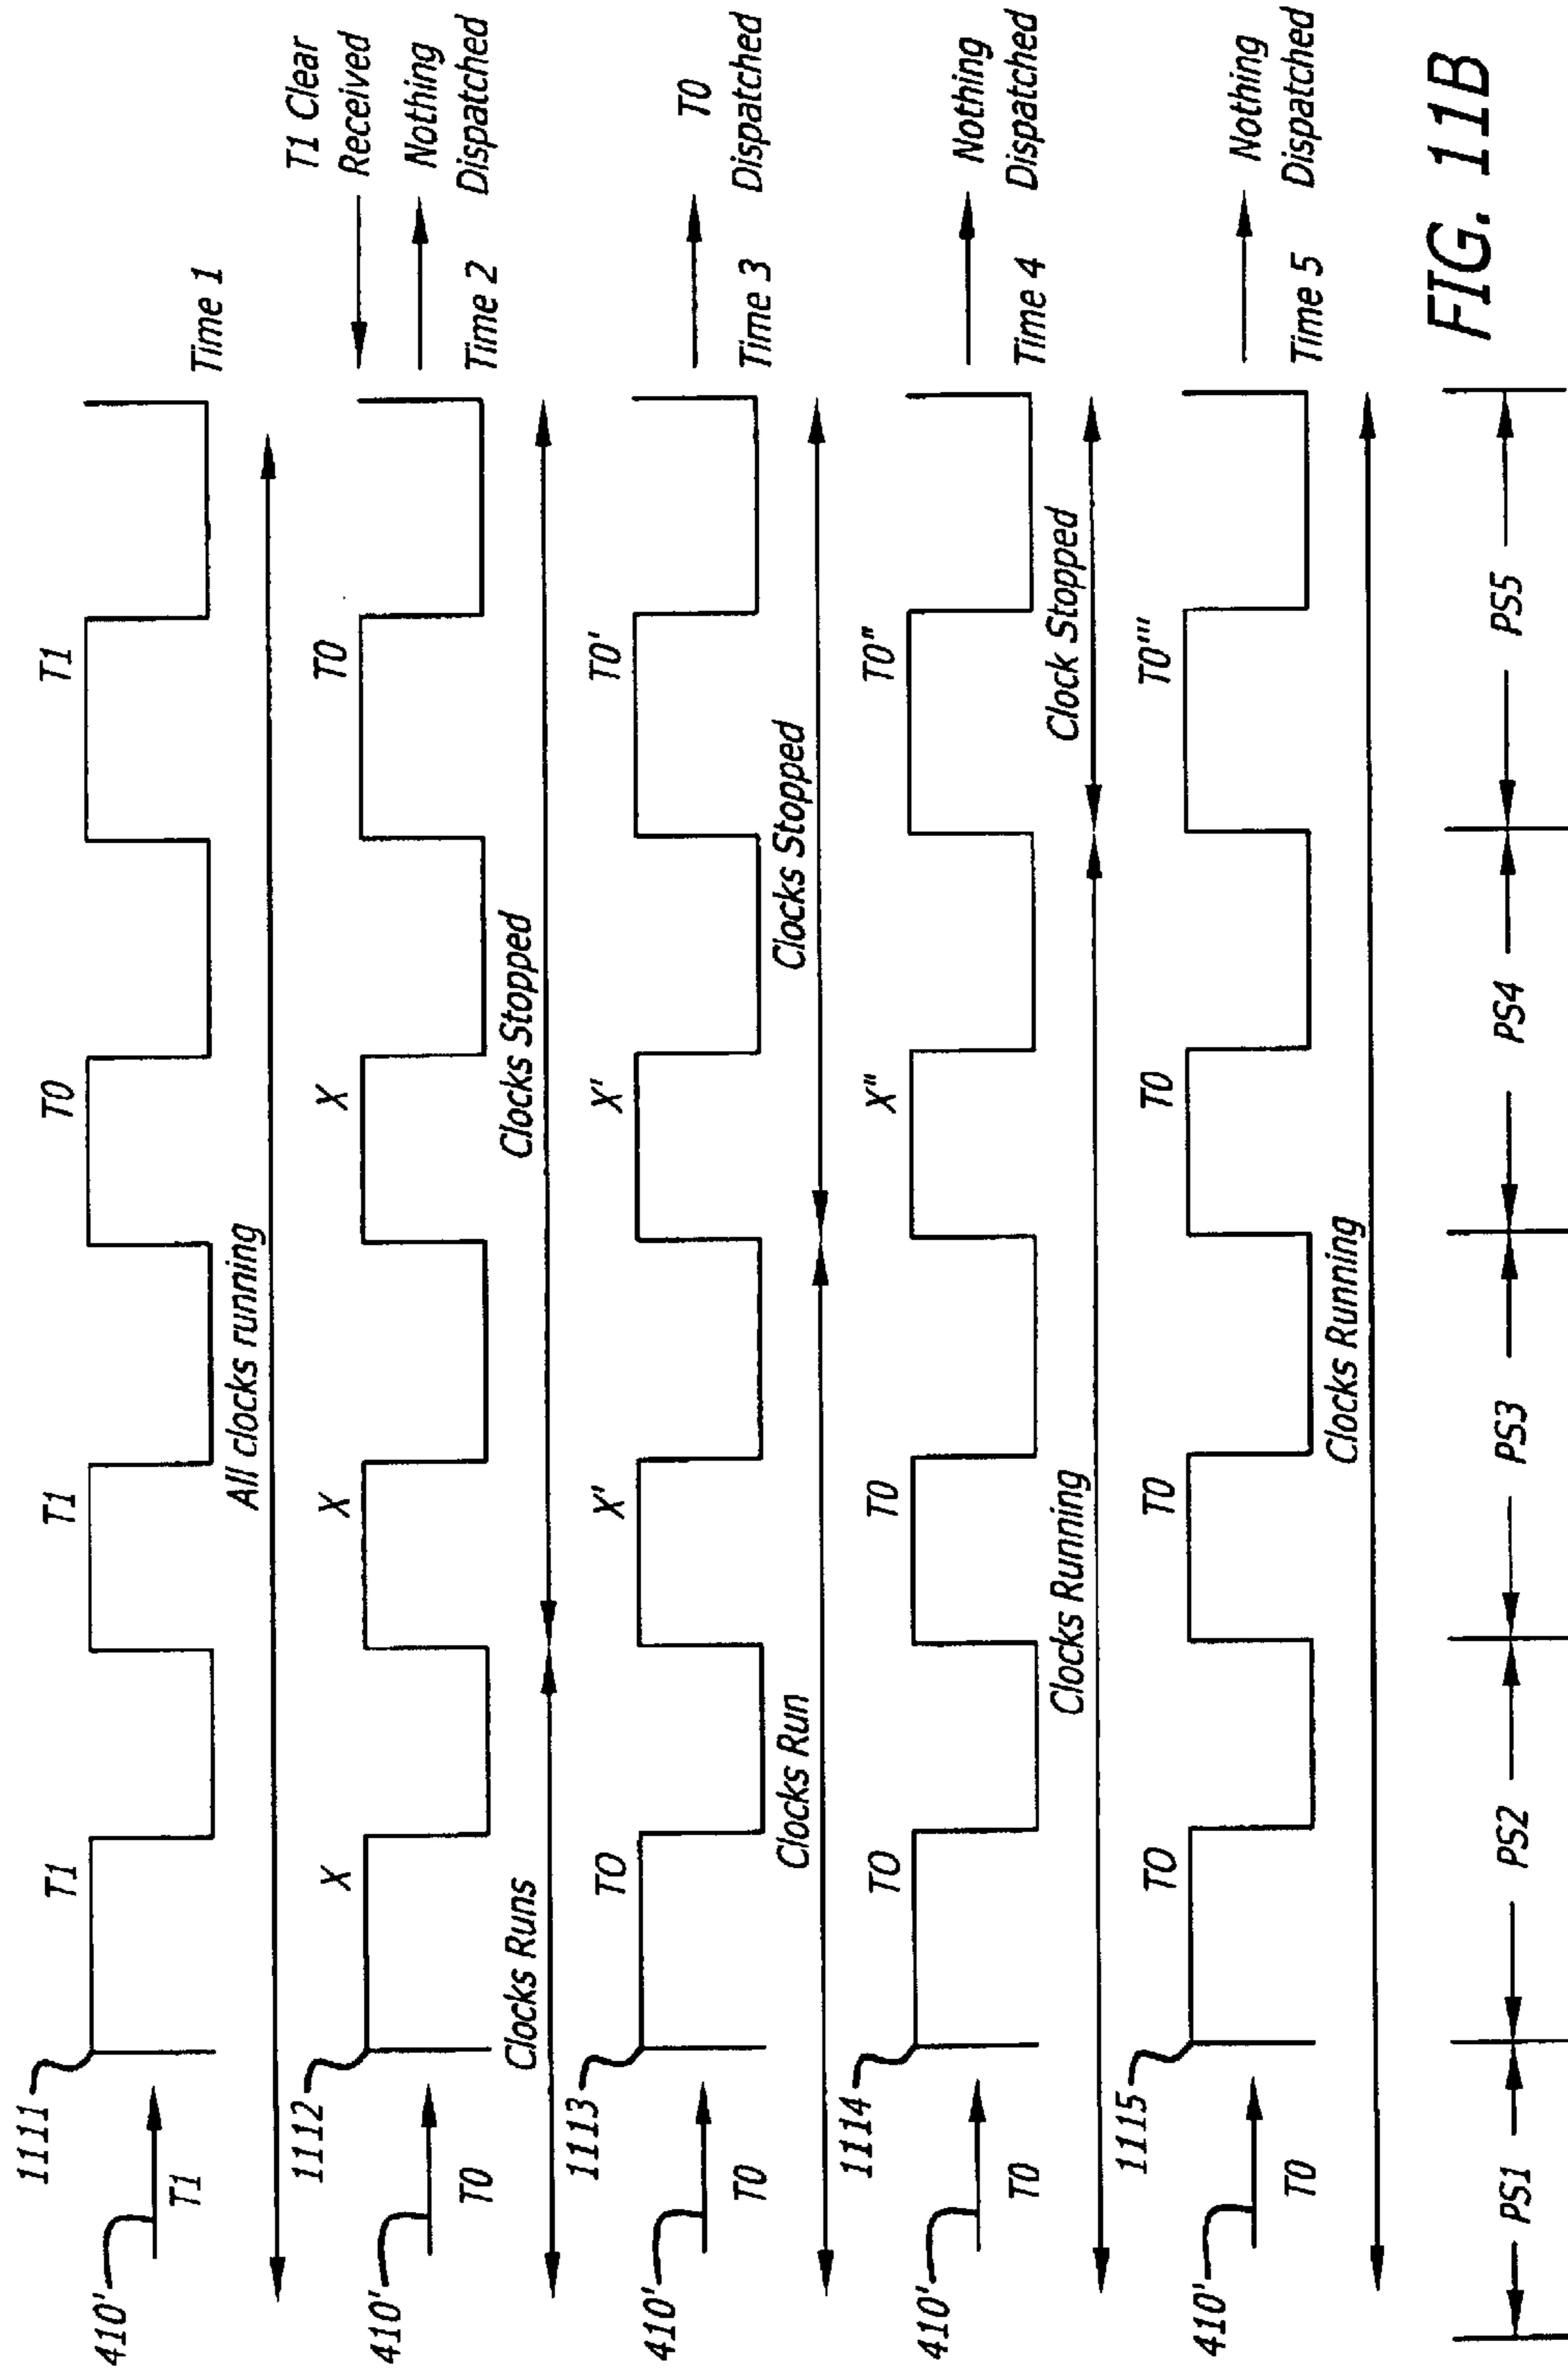 1111
410'
T1
T1
T1
T0
T1
Time 1
All clocks running
1112
410'
T0
X
X
X
T0
T1 Clear
Received
Nothing
Dispatched
Time 2
Clocks Runs
Clocks Stopped
1113
410'
T0
TO
X'
X'
T0'
T0
Dispatched
Time 3
Clocks Run
Clocks Stopped
1114
410'
T0
TO
T0
X"
T0"
Nothing
Dispatched
Time 4
Clocks Running
Clock Stopped
1115
410'
T0
TO
T0
T0
T0'''
Nothing
Dispatched
Time 5
Clocks Running
PS1
PS2
PS3
PS4
PS5
FIG. 11B